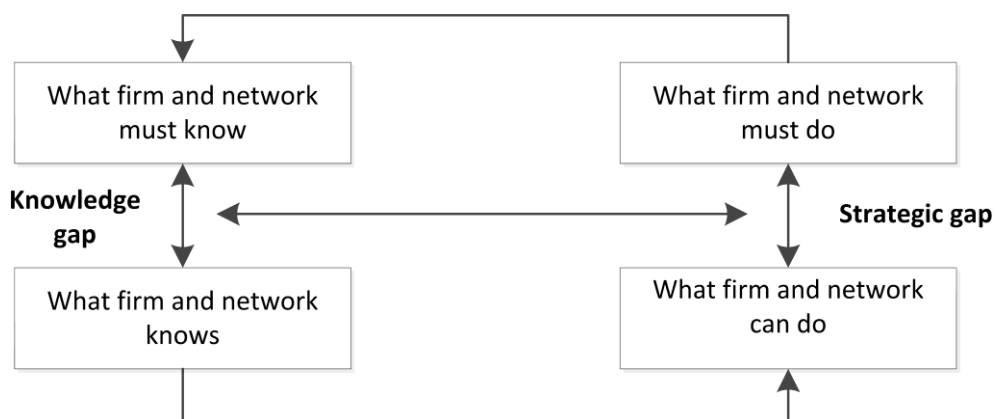 What firm and network
must know
What firm and network
must do
Knowledge
gap
Strategic gap
What firm and network
knows
What firm and network
can do